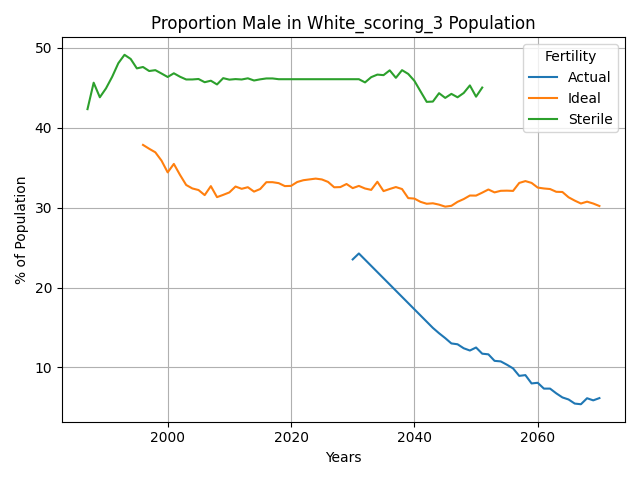 Proportion Male in White_scoring_3 Population
% of Population
50
40
30
20
10
2000
2020
2040
2060
Years
Fertility
Actual
Ideal
Sterile